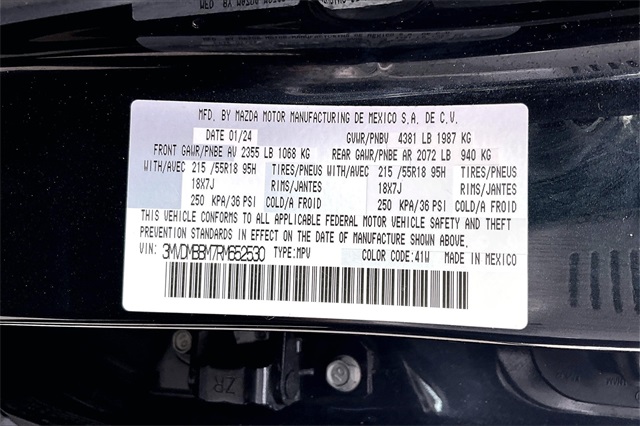 MFD. BY MAZDA MOTOR MANUFACTURING DE MEXICO S.A. DE C.V.
DATE 01/24 GVWR/PNBV 4381 LB 1987 KG
FRONT GAWR/PNBE AV 2355 LB 1068 KG REAR GAWR/PNBE AR 2072 LB 940 KG
WITH/AVEC 215 /55R18 95H TIRES/PNEUS WITH/AVEC 215 /55R18 95H TIRES/PNEUS
18X7J RIMS/JANTES 18X7J RIMS/JANTES
250 KPA/36 PSI COLD/A FROID 250 KPA/36 PSI COLD/A FROID
THIS VEHICLE CONFORMS TO ALL APPLICABLE FEDERAL MOTOR VEHICLE SAFETY AND THEFT
PREVENTION STANDARDS IN EFFECT ON THE DATE OF MANUFACTURE SHOWN ABOVE.
VIN: 3MVDMBBM7RM652530 TYPE:MPV COLOR CODE:41W MADE IN MEXICO
ZR